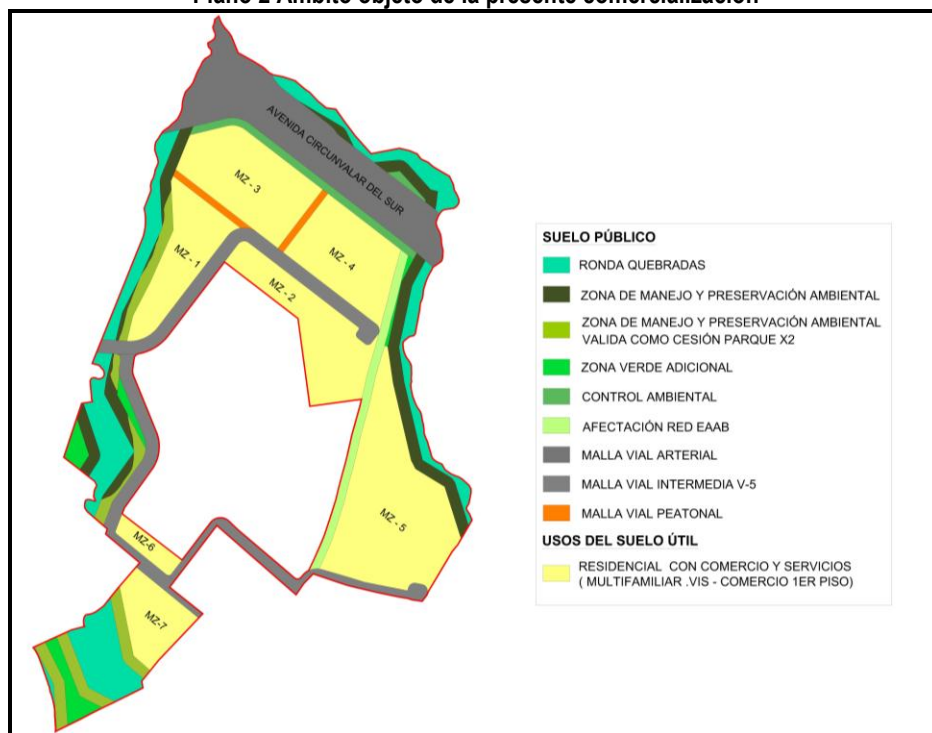 Plano 2 Ámbito objeto de la presente comercialización
AVENIDA CIRCUNVALAR DEL SUR
MZ - 3
MZ - 4
MZ - 1
MZ - 2
MZ - 5
MZ-6
MZ-7
SUELO PÚBLICO
RONDA QUEBRADAS
ZONA DE MANEJO Y PRESERVACIÓN AMBIENTAL
ZONA DE MANEJO Y PRESERVACIÓN AMBIENTAL
VALIDA COMO CESIÓN PARQUE X2
ZONA VERDE ADICIONAL
CONTROL AMBIENTAL
AFECTACIÓN RED EAAB
MALLA VIAL ARTERIAL
MALLA VIAL INTERMEDIA V-5
MALLA VIAL PEATONAL
USOS DEL SUELO ÚTIL
RESIDENCIAL CON COMERCIO Y SERVICIOS
( MULTIFAMILIAR .VIS - COMERCIO 1ER PISO)